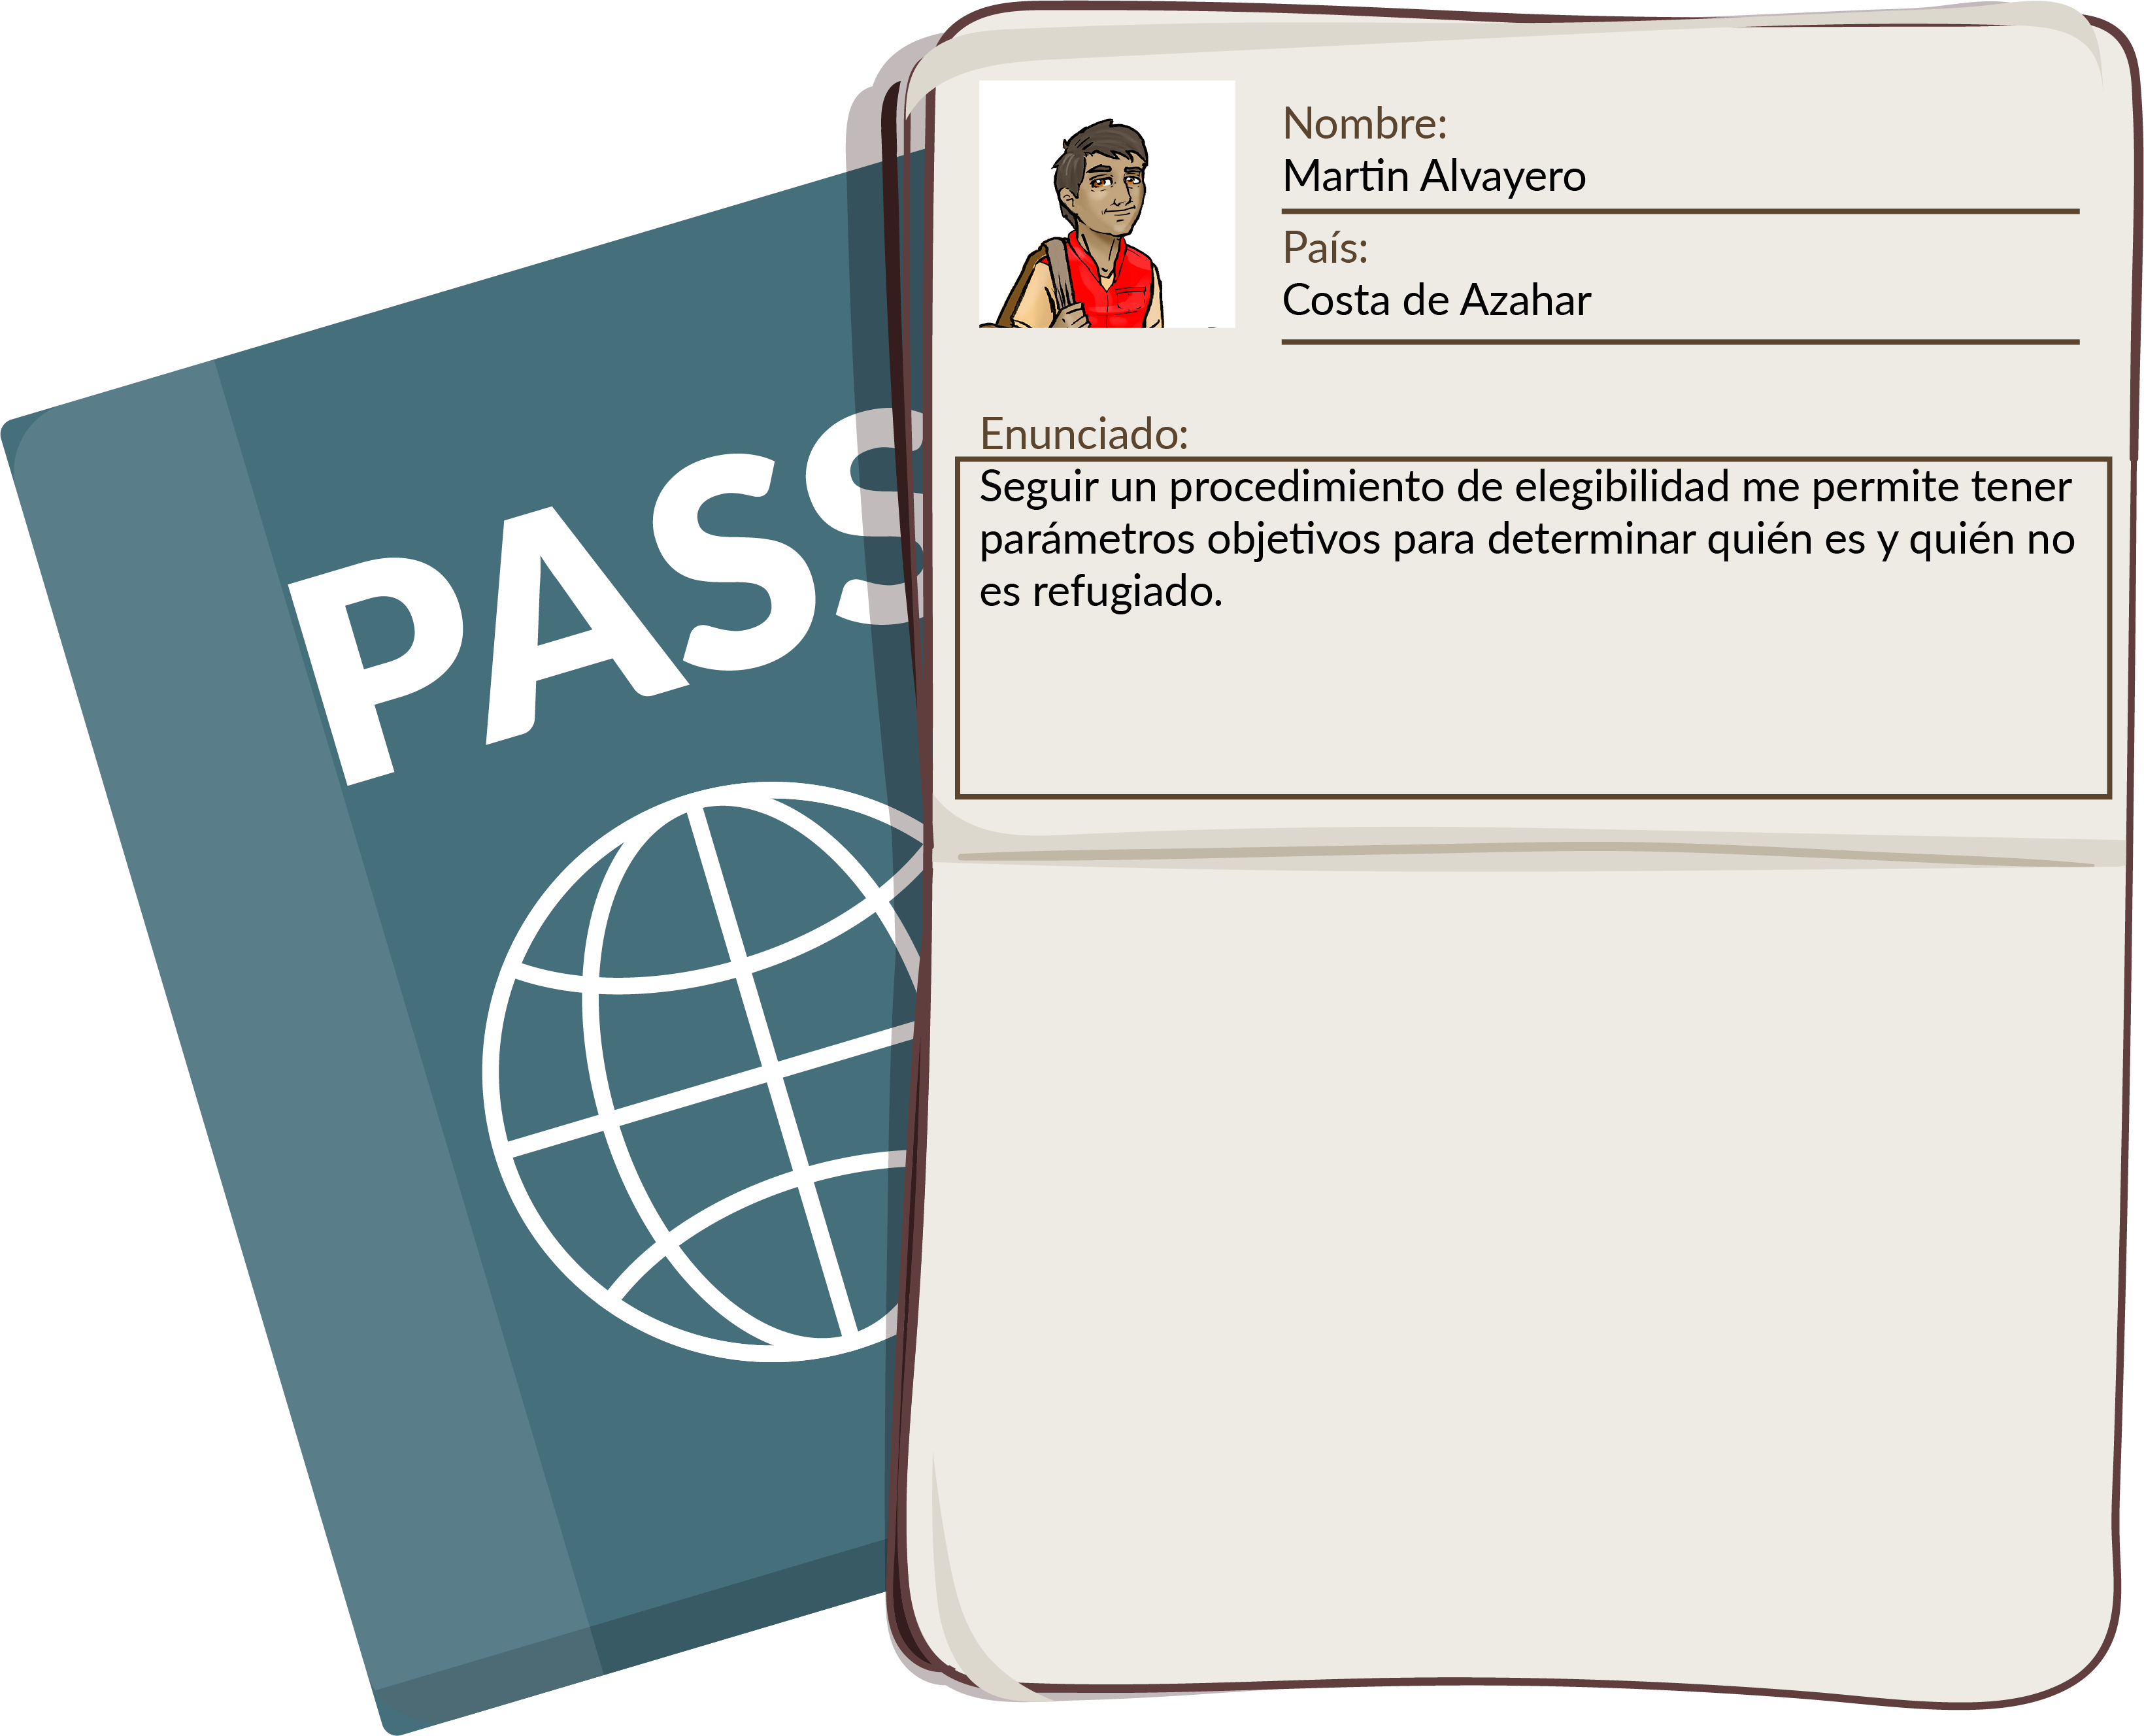 PASS
Nombre:
Martin Alvayero
País:
Costa de Azahar
Enunciado:
Seguir un procedimiento de elegibilidad me permite tener
parámetros objetivos para determinar quién es y quién no
es refugiado.